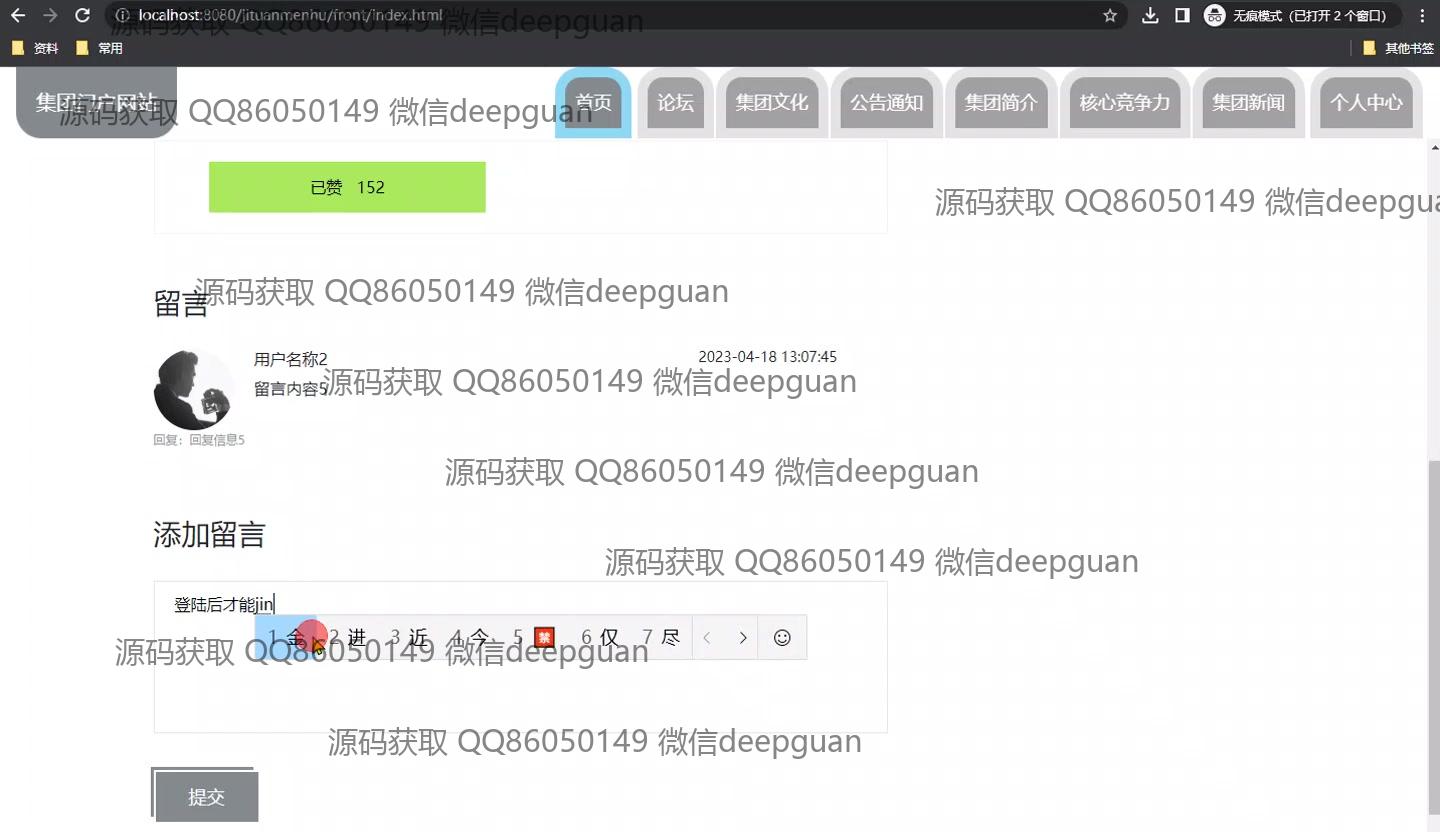 localhost:8080/jituanmenhu/front/index.html
无痕模式（已打开 2 个窗口）
源码获取 QQ86050149 微信deepguan
资料 常用 其他书签
集团门户网站 首页 论坛 集团文化 公告通知 集团简介 核心竞争力 集团新闻 个人中心
源码获取 QQ86050149 微信deepguan
已赞 152
源码获取 QQ86050149 微信deepgua
留言
源码获取 QQ86050149 微信deepguan
用户名称2 2023-04-18 13:07:45
留言内容5
源码获取 QQ86050149 微信deepguan
回复：回复信息5
源码获取 QQ86050149 微信deepguan
添加留言
源码获取 QQ86050149 微信deepguan
登陆后才能jin
1 金 2 进 3 近 4 今 5 禁 6 仅 7 尽
源码获取 QQ86050149 微信deepguan
源码获取 QQ86050149 微信deepguan
提交